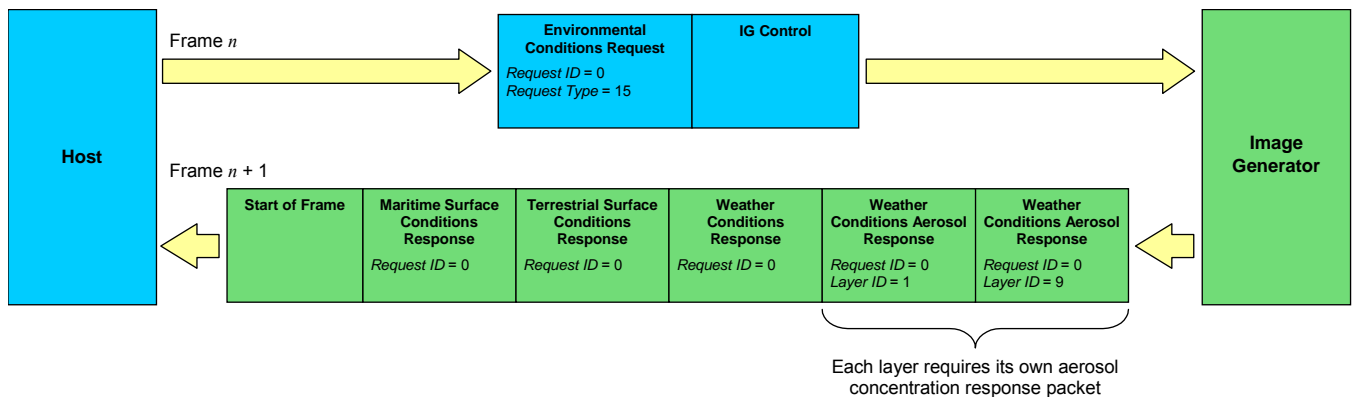 Host
Frame n
Environmental
Conditions Request
Request ID = 0
Request Type = 15
IG Control
Image
Generator
Frame n + 1
Start of Frame
Maritime Surface
Conditions
Response
Request ID = 0
Terrestrial Surface
Conditions
Response
Request ID = 0
Weather
Conditions
Response
Request ID = 0
Weather
Conditions Aerosol
Response
Request ID = 0
Layer ID = 1
Weather
Conditions Aerosol
Response
Request ID = 0
Layer ID = 9
Each layer requires its own aerosol
concentration response packet